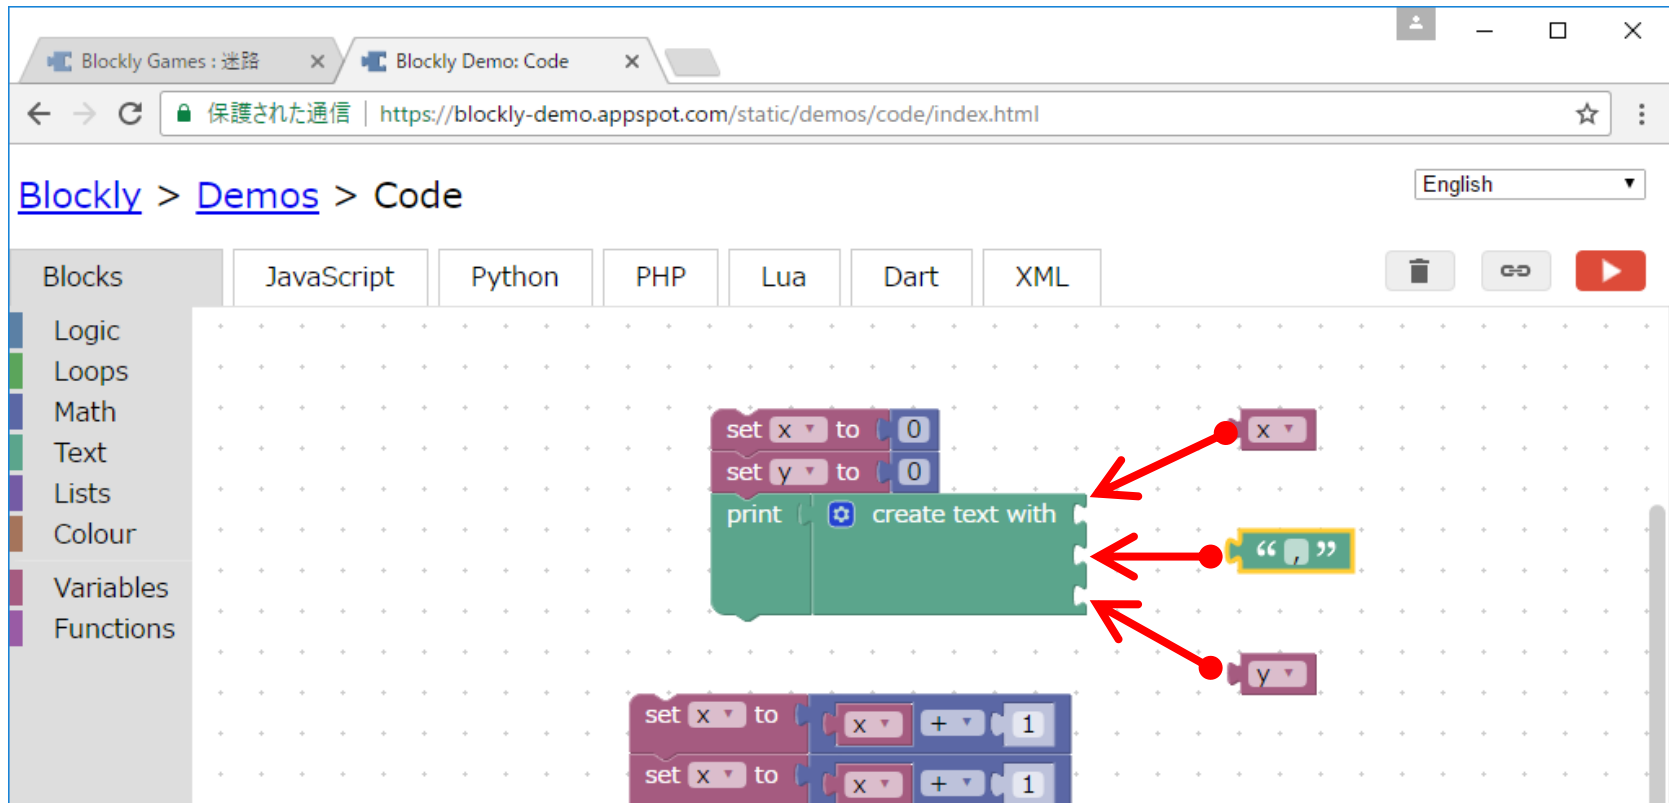 Blockly Games : 迷路
Blockly Demo: Code
保護された通信 | https://blockly-demo.appspot.com/static/demos/code/index.html
Blockly > Demos > Code
English
Blocks
JavaScript
Python
PHP
Lua
Dart
XML
Logic
Loops
Math
Text
Lists
Colour
Variables
Functions
set x to 0
set y to 0
print create text with
x
“ , ”
y
set x to x + 1
set x to x + 1